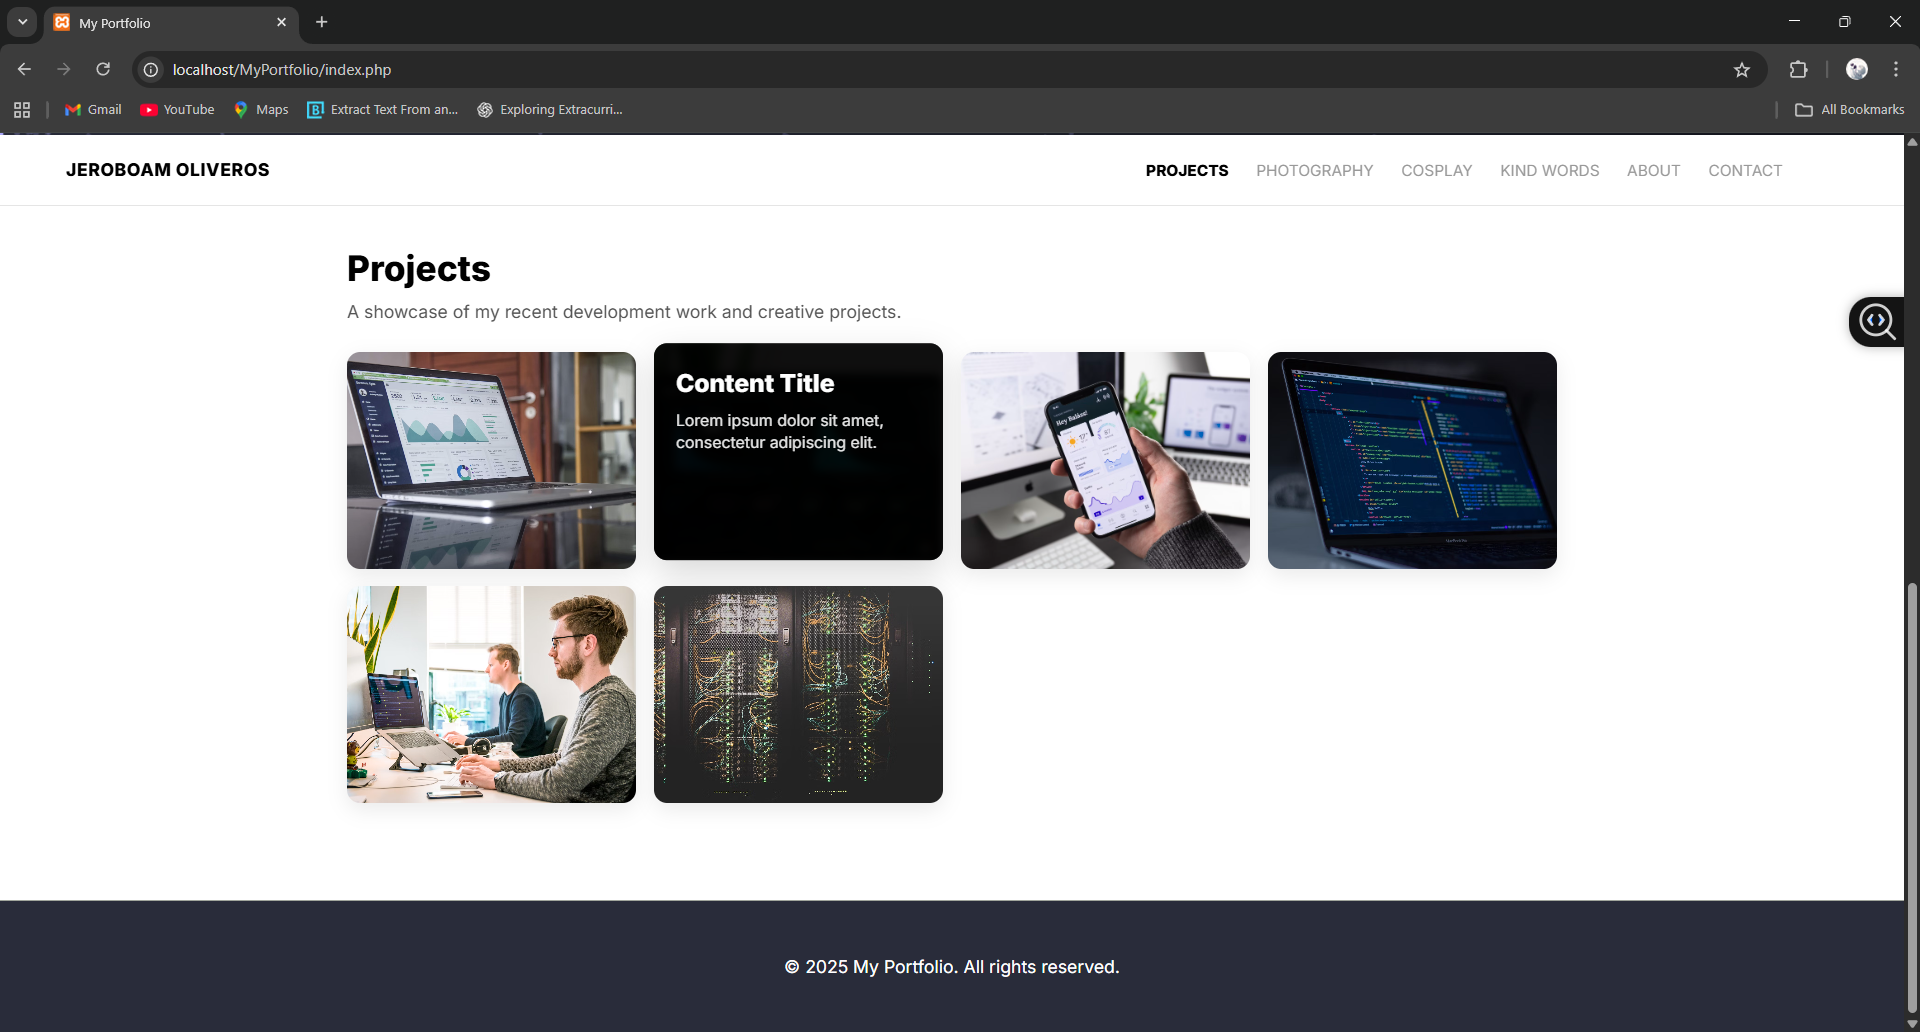 My Portfolio
localhost/MyPortfolio/index.php
Gmail
YouTube
Maps
Extract Text From an...
Exploring Extracurri...
All Bookmarks
JEROBOAM OLIVEROS
PROJECTS
PHOTOGRAPHY
COSPLAY
KIND WORDS
ABOUT
CONTACT
Projects
A showcase of my recent development work and creative projects.
Content Title
Lorem ipsum dolor sit amet,
consectetur adipiscing elit.
© 2025 My Portfolio. All rights reserved.